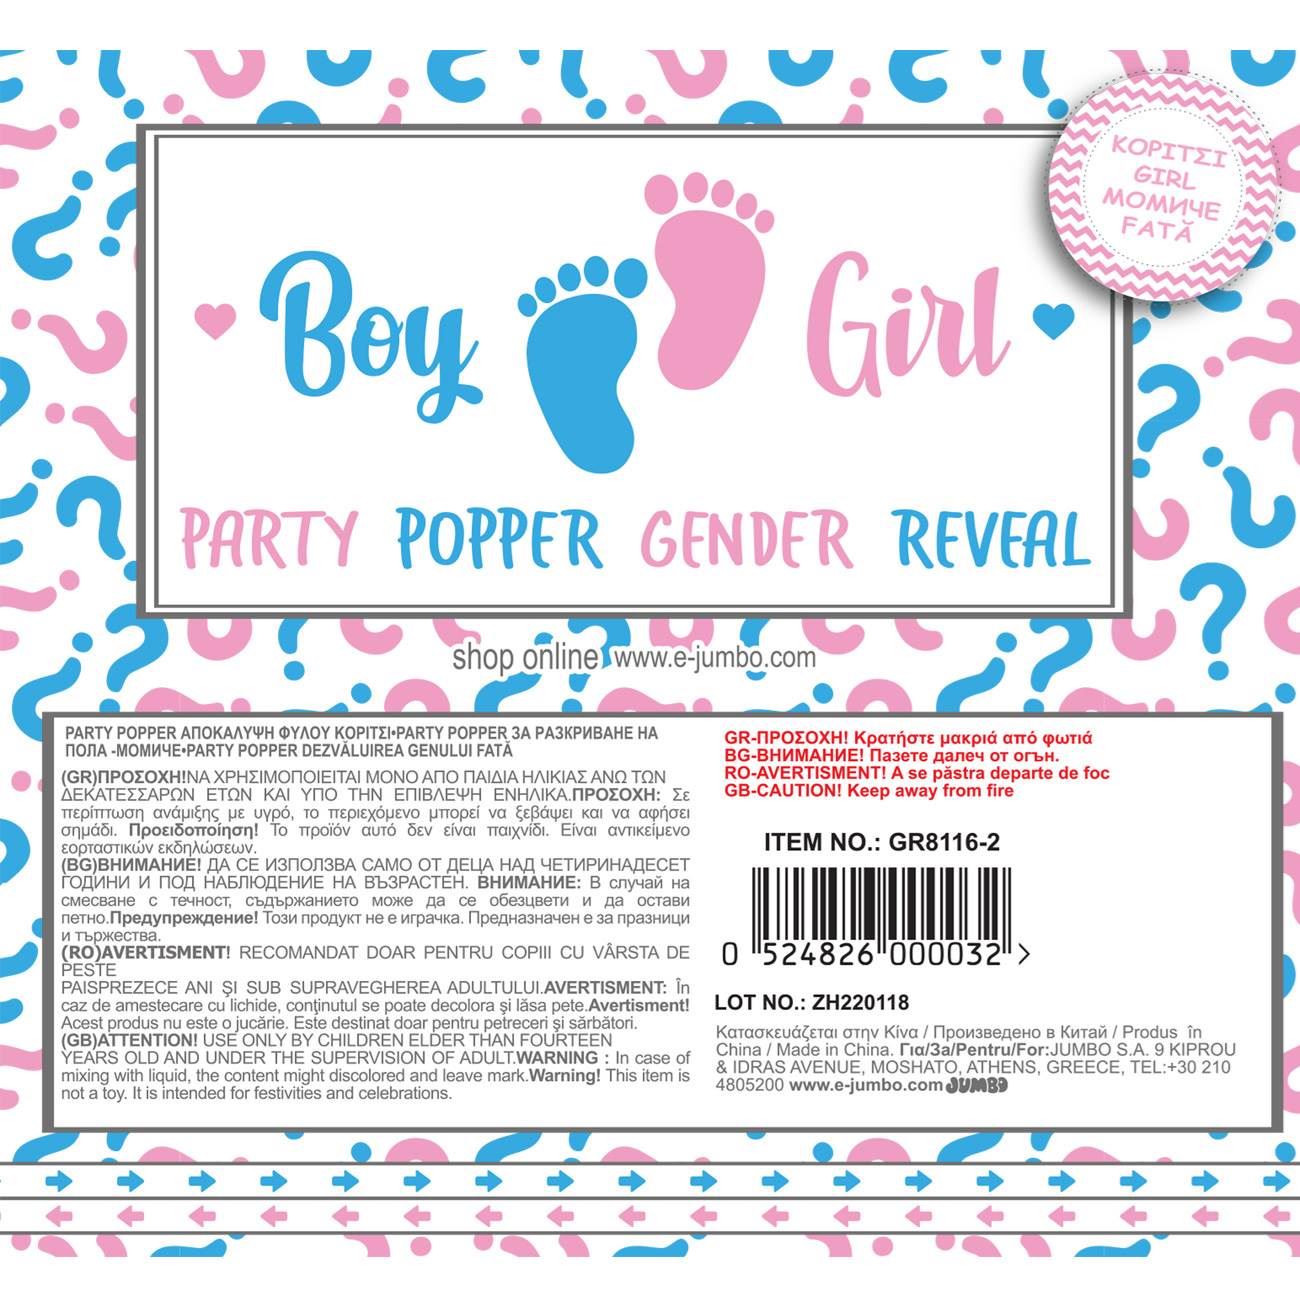 ΚΟΡΙΤΣΙ
GIRL
МОМИЧЕ
FATĂ
Boy Girl
PARTY POPPER GENDER REVEAL
shop online www.e-jumbo.com
PARTY POPPER ΑΠΟΚΑΛΥΨΗ ΦΥΛΟΥ ΚΟΡΙΤΣΙ•PARTY POPPER ЗА РАЗКРИВАНЕ НА
ПОЛА -МОМИЧЕ•PARTY POPPER DEZVĂLUIREA GENULUI FATĂ
(GR)ΠΡΟΣΟΧΗ!ΝΑ ΧΡΗΣΙΜΟΠΟΙΕΙΤΑΙ ΜΟΝΟ ΑΠΟ ΠΑΙΔΙΑ ΗΛΙΚΙΑΣ ΑΝΩ ΤΩΝ
ΔΕΚΑΤΕΣΣΑΡΩΝ ΕΤΩΝ ΚΑΙ ΥΠΟ ΤΗΝ ΕΠΙΒΛΕΨΗ ΕΝΗΛΙΚΑ.ΠΡΟΣΟΧΗ: Σε
περίπτωση ανάμιξης με υγρό, το περιεχόμενο μπορεί να ξεβάψει και να αφήσει
σημάδι. Προειδοποίηση! Το προϊόν αυτό δεν είναι παιχνίδι. Είναι αντικείμενο
εορταστικών εκδηλώσεων.
(BG)ВНИМАНИЕ! ДА СЕ ИЗПОЛЗВА САМО ОТ ДЕЦА НАД ЧЕТИРИНАДЕСЕТ
ГОДИНИ И ПОД НАБЛЮДЕНИЕ НА ВЪЗРАСТЕН. ВНИМАНИЕ: В случай на
смесване с течност, съдържанието може да се обезцвети и да остави
петно.Предупреждение! Този продукт не е играчка. Предназначен е за празници
и тържества.
(RO)AVERTISMENT! RECOMANDAT DOAR PENTRU COPIII CU VÂRSTA DE
PESTE
PAISPREZECE ANI ŞI SUB SUPRAVEGHEREA ADULTULUI.AVERTISMENT: În
caz de amestecare cu lichide, conţinutul se poate decolora şi lăsa pete.Avertisment!
Acest produs nu este o jucărie. Este destinat doar pentru petreceri şi sărbători.
(GB)ATTENTION! USE ONLY BY CHILDREN ELDER THAN FOURTEEN
YEARS OLD AND UNDER THE SUPERVISION OF ADULT.WARNING : In case of
mixing with liquid, the content might discolored and leave mark.Warning! This item is
not a toy. It is intended for festivities and celebrations.
GR-ΠΡΟΣΟΧΗ! Κρατήστε μακριά από φωτιά
BG-ВНИМАНИЕ! Пазете далеч от огън.
RO-AVERTISMENT! A se păstra departe de foc
GB-CAUTION! Keep away from fire
ITEM NO.: GR8116-2
0 524826 000032 >
LOT NO.: ZH220118
Κατασκευάζεται στην Κίνα / Произведено в Китай / Produs în
China / Made in China. Για/За/Pentru/For:JUMBO S.A. 9 KIPROU
& IDRAS AVENUE, MOSHATO, ATHENS, GREECE, TEL:+30 210
4805200 www.e-jumbo.com JUMBO